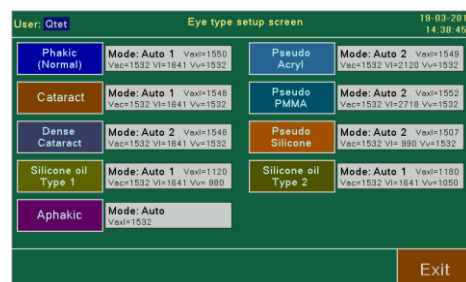 User: Qtet
Eye type setup screen
19-03-201
14:38:45
Phakic
(Normal)
Mode: Auto 1 Vaxl=1550
Vac=1532 Vl=1641 Vv=1532
Pseudo
Acryl
Mode: Auto 2 Vaxl=1549
Vac=1532 Vl=2120 Vv=1532
Cataract
Mode: Auto 1 Vaxl=1548
Vac=1532 Vl=1641 Vv=1532
Pseudo
PMMA
Mode: Auto 2 Vaxl=1552
Vac=1532 Vl=2718 Vv=1532
Dense
Cataract
Mode: Auto 2 Vaxl=1548
Vac=1532 Vl=1641 Vv=1532
Pseudo
Silicone
Mode: Auto 2 Vaxl=1507
Vac=1532 Vl= 990 Vv=1532
Silicone oil
Type 1
Mode: Auto 1 Vaxl=1120
Vac=1532 Vl=1641 Vv= 980
Silicone oil
Type 2
Mode: Auto 1 Vaxl=1180
Vac=1532 Vl=1641 Vv=1050
Aphakic
Mode: Auto
Vaxl=1532
Exit